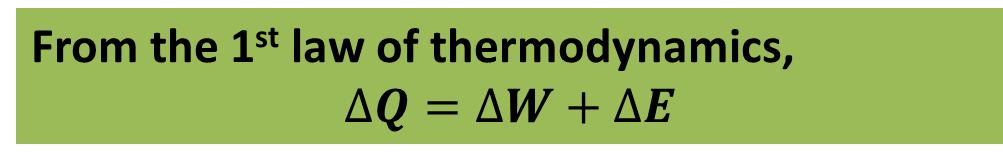 From the 1st law of thermodynamics,
ΔQ = ΔW + ΔE